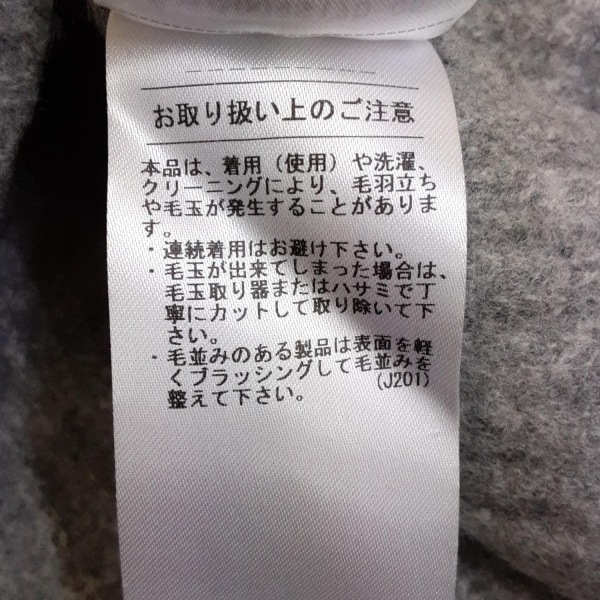 お取り扱い上のご注意
本品は、着用（使用）や洗濯、
クリーニングにより、毛羽立ち
や毛玉が発生することがありま
す。
・連続着用はお避け下さい。
・毛玉が出来てしまった場合は、
毛玉取り器またはハサミで丁
寧にカットして取り除いて下
さい。
・毛並みのある製品は表面を軽
くブラッシングして毛並みを
整えて下さい。 (J201)